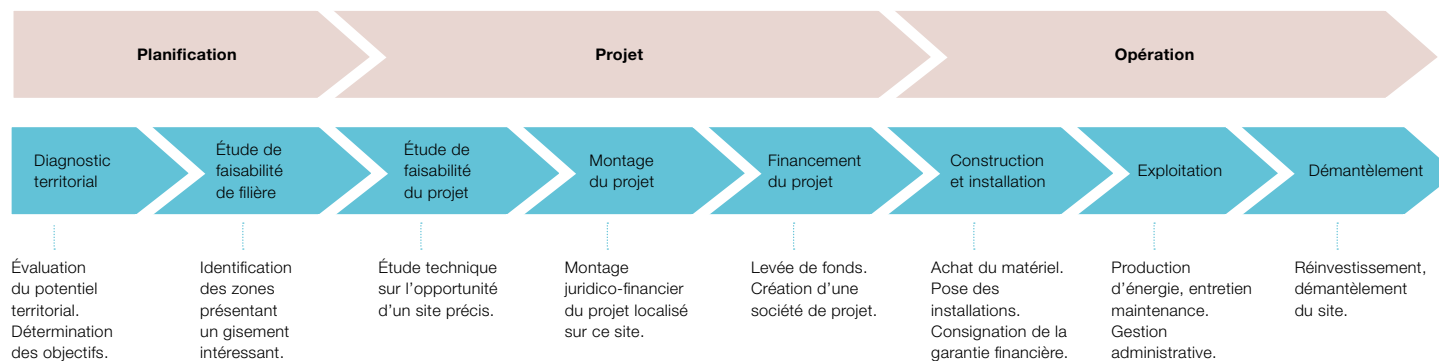 Planification
Projet
Opération
Diagnostic
territorial
Étude de
faisabilité
de filière
Étude de
faisabilité
du projet
Montage
du projet
Financement
du projet
Construction
et installation
Exploitation
Démantèlement
Évaluation
du potentiel
territorial.
Détermination
des objectifs.
Identification
des zones
présentant
un gisement
intéressant.
Étude technique
sur l’opportunité
d’un site précis.
Montage
juridico-financier
du projet localisé
sur ce site.
Levée de fonds.
Création d’une
société de projet.
Achat du matériel.
Pose des
installations.
Consignation de la
garantie financière.
Production
d’énergie, entretien
maintenance.
Gestion
administrative.
Réinvestissement,
démantèlement
du site.